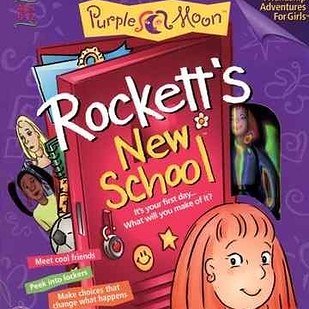 Purple Moon
Adventures
For Girls
Rockett's
New
School
It's your first day–
What will you make of it?
Meet cool friends
Peek into lockers
Make choices that
change what happens